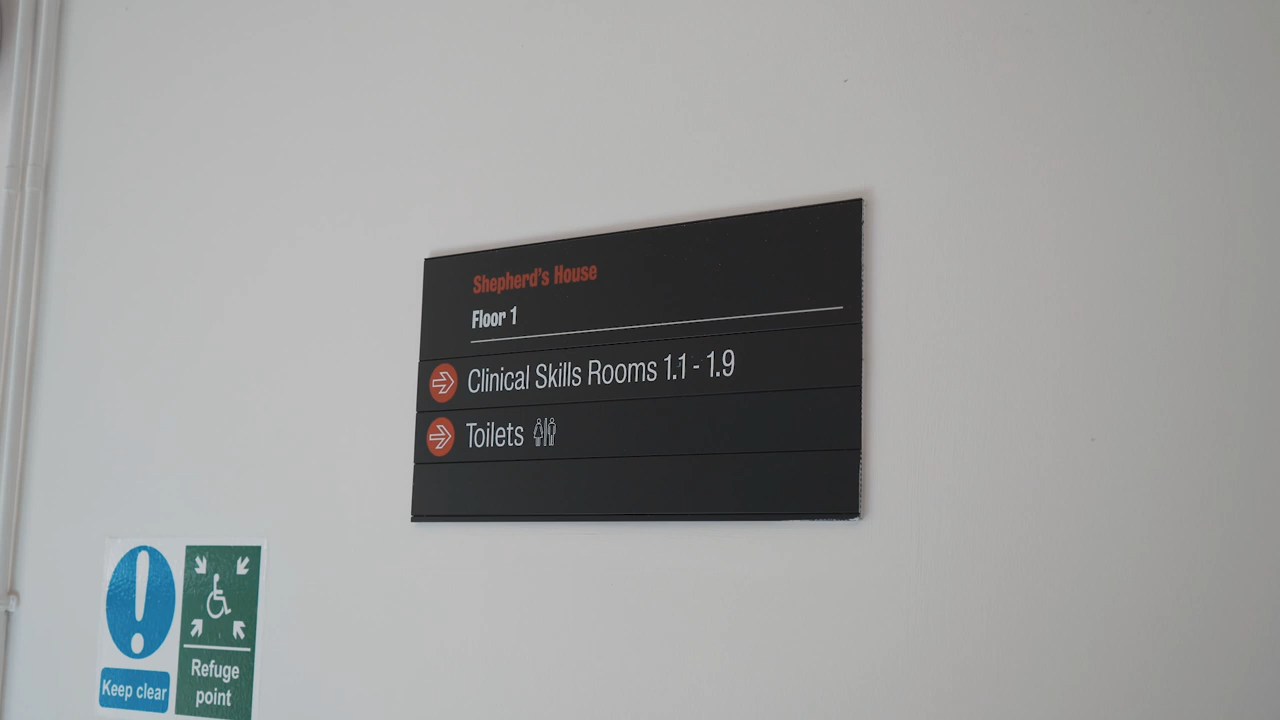 Shepherd's House
Floor 1
Clinical Skills Rooms 1.1 - 1.9
Toilets
Keep clear
Refuge
point